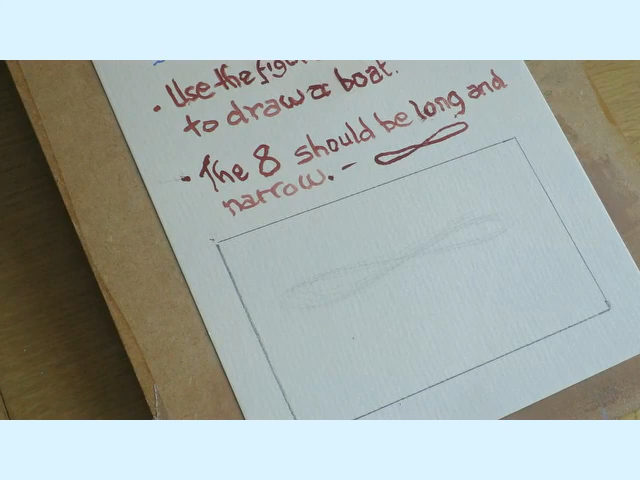 • Use the
to draw a boat.
• The 8 should be long and
narrow. –